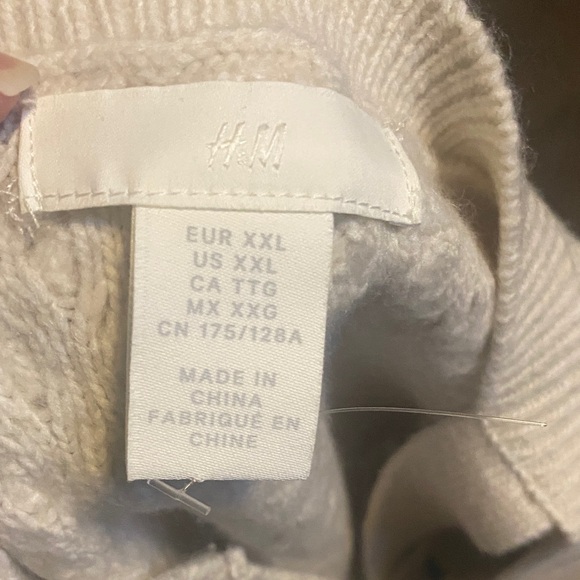 H&M
EUR XXL
US XXL
CA TTG
MX XXG
CN 175/128A
MADE IN
CHINA
FABRIQUÉ EN
CHINE